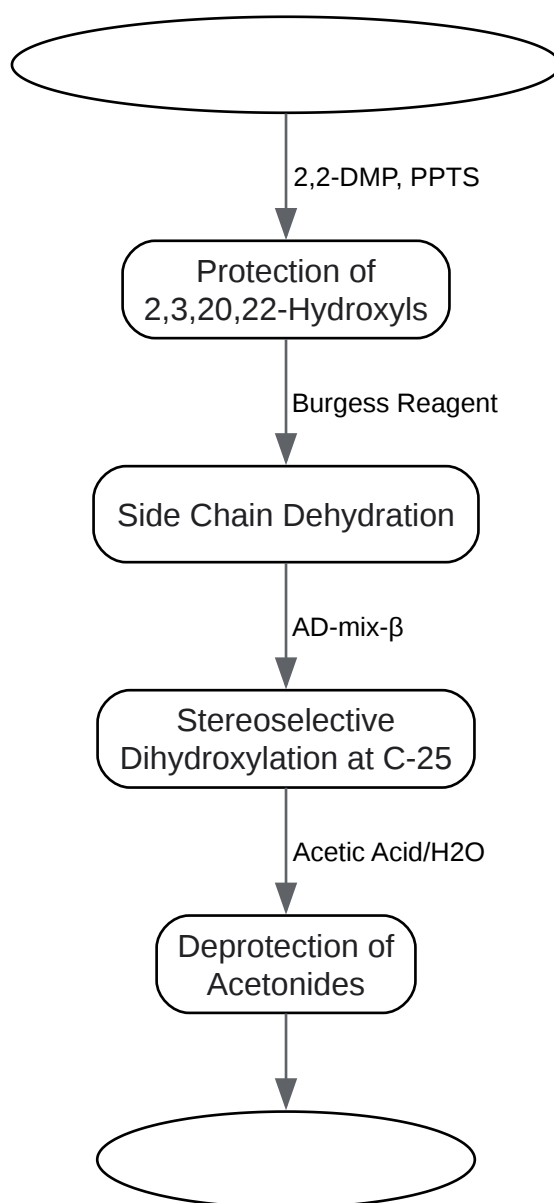 2,2-DMP, PPTS
Protection of
2,3,20,22-Hydroxyls
Burgess Reagent
Side Chain Dehydration
AD-mix-β
Stereoselective
Dihydroxylation at C-25
Acetic Acid/H2O
Deprotection of
Acetonides